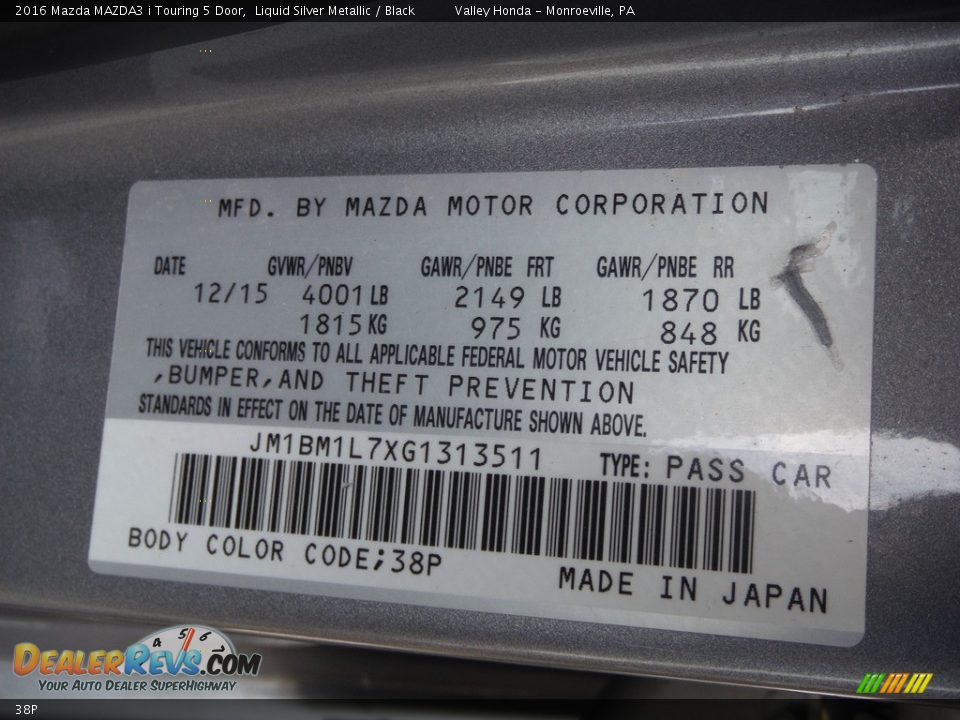 2016 Mazda MAZDA3 i Touring 5 Door, Liquid Silver Metallic / Black Valley Honda - Monroeville, PA
MFD. BY MAZDA MOTOR CORPORATION
DATE GVWR/PNBV GAWR/PNBE FRT GAWR/PNBE RR
12/15 4001 LB 2149 LB 1870 LB
1815 KG 975 KG 848 KG
THIS VEHICLE CONFORMS TO ALL APPLICABLE FEDERAL MOTOR VEHICLE SAFETY
,BUMPER,AND THEFT PREVENTION
STANDARDS IN EFFECT ON THE DATE OF MANUFACTURE SHOWN ABOVE.
JM1BM1L7XG1313511 TYPE: PASS CAR
BODY COLOR CODE;38P
MADE IN JAPAN
4 5 6
DEALERREVS.COM
YOUR AUTO DEALER SUPERHIGHWAY
38P